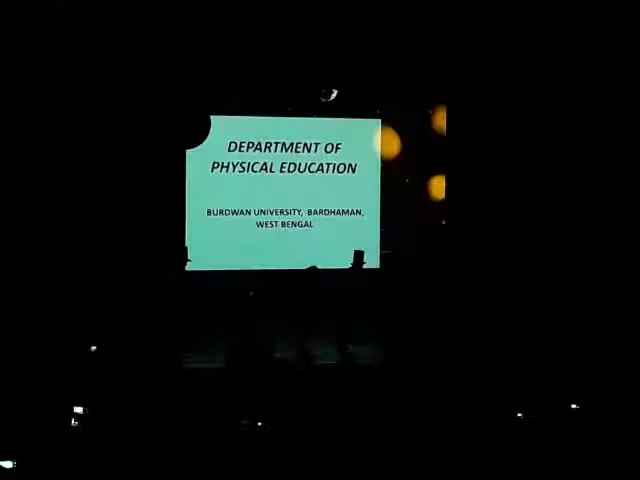 DEPARTMENT OF
PHYSICAL EDUCATION
BURDWAN UNIVERSITY, BARDHAMAN,
WEST BENGAL